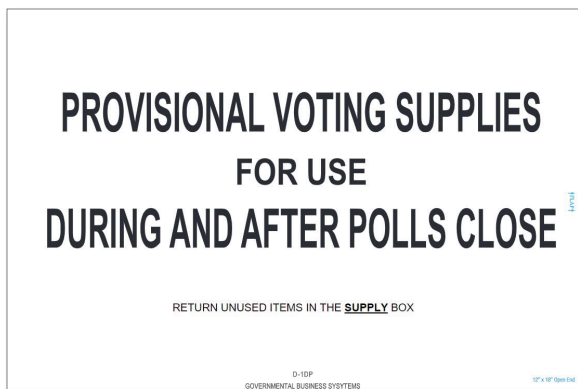 PROVISIONAL VOTING SUPPLIES
FOR USE
DURING AND AFTER POLLS CLOSE
RETURN UNUSED ITEMS IN THE SUPPLY BOX
D-1DP
GOVERNMENTAL BUSINESS SYSYTEMS
12" x 16" Open End